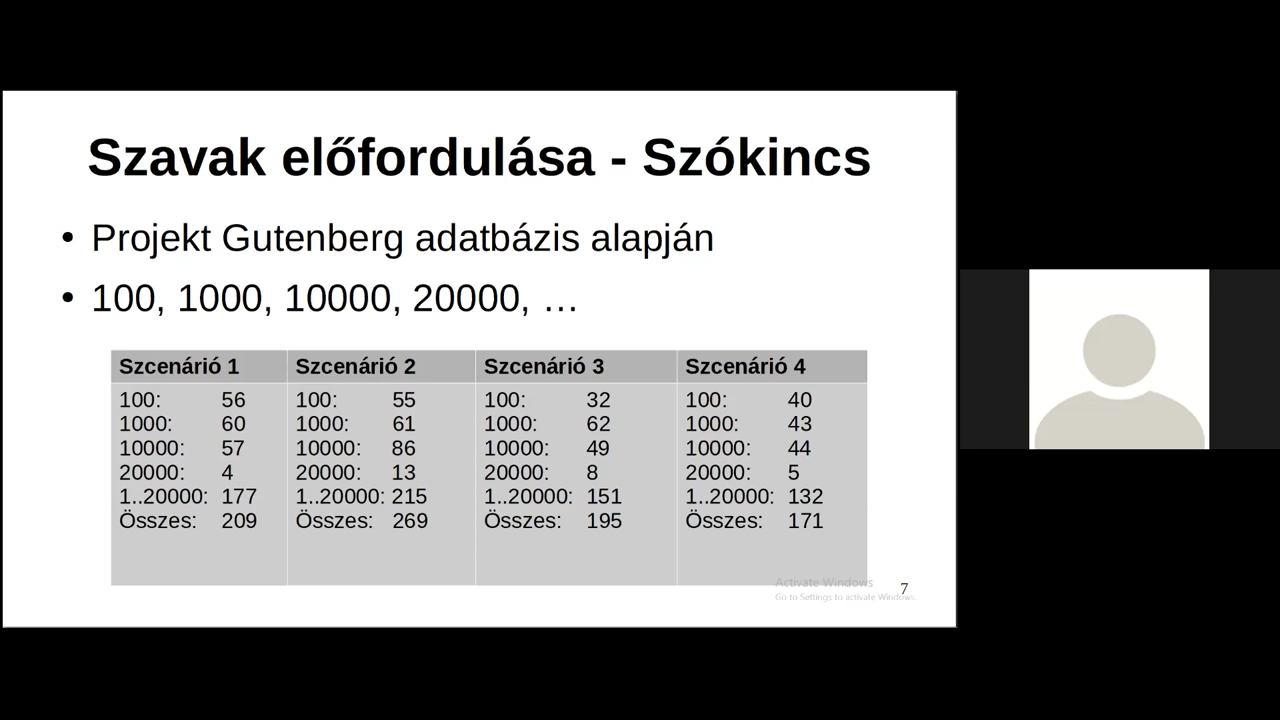 Szavak előfordulása - Szókincs
• Projekt Gutenberg adatbázis alapján
• 100, 1000, 10000, 20000, …
Szcenárió 1 Szcenárió 2 Szcenárió 3 Szcenárió 4
100: 56 100: 55 100: 32 100: 40
1000: 60 1000: 61 1000: 62 1000: 43
10000: 57 10000: 86 10000: 49 10000: 44
20000: 4 20000: 13 20000: 8 20000: 5
1..20000: 177 1..20000: 215 1..20000: 151 1..20000: 132
Összes: 209 Összes: 269 Összes: 195 Összes: 171
Activate Windows
Go to Settings to activate Windows.
7